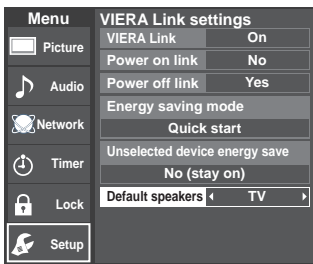 Menu
Picture
Audio
Network
Timer
Lock
Setup
VIERA Link settings
VIERA Link On
Power on link No
Power off link Yes
Energy saving mode
Quick start
Unselected device energy save
No (stay on)
Default speakers TV